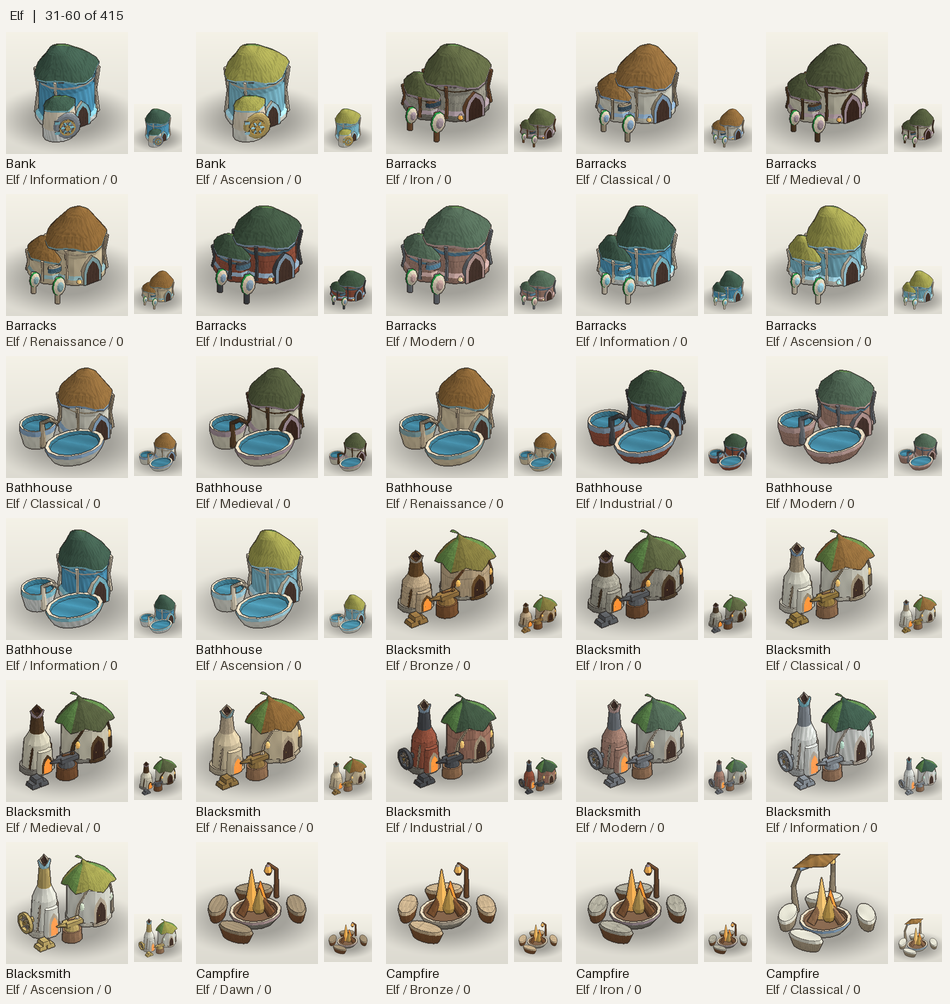 Elf | 31-60 of 415
Bank
Elf / Information / 0
Bank
Elf / Ascension / 0
Barracks
Elf / Iron / 0
Barracks
Elf / Classical / 0
Barracks
Elf / Medieval / 0
Barracks
Elf / Renaissance / 0
Barracks
Elf / Industrial / 0
Barracks
Elf / Modern / 0
Barracks
Elf / Information / 0
Barracks
Elf / Ascension / 0
Bathhouse
Elf / Classical / 0
Bathhouse
Elf / Medieval / 0
Bathhouse
Elf / Renaissance / 0
Bathhouse
Elf / Industrial / 0
Bathhouse
Elf / Modern / 0
Bathhouse
Elf / Information / 0
Bathhouse
Elf / Ascension / 0
Blacksmith
Elf / Bronze / 0
Blacksmith
Elf / Iron / 0
Blacksmith
Elf / Classical / 0
Blacksmith
Elf / Medieval / 0
Blacksmith
Elf / Renaissance / 0
Blacksmith
Elf / Industrial / 0
Blacksmith
Elf / Modern / 0
Blacksmith
Elf / Information / 0
Blacksmith
Elf / Ascension / 0
Campfire
Elf / Dawn / 0
Campfire
Elf / Bronze / 0
Campfire
Elf / Iron / 0
Campfire
Elf / Classical / 0